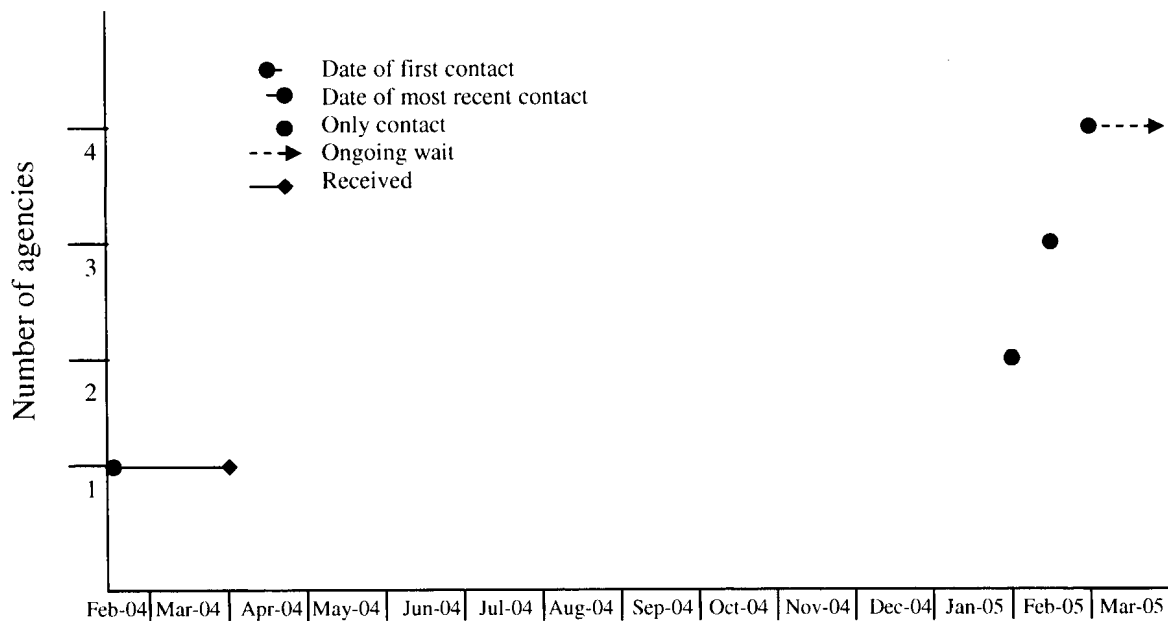 Date of first contact
Date of most recent contact
Only contact
Ongoing wait
Received
Number of agencies
4
3
2
1
Feb-04 Mar-04 Apr-04 May-04 Jun-04 Jul-04 Aug-04 Sep-04 Oct-04 Nov-04 Dec-04 Jan-05 Feb-05 Mar-05